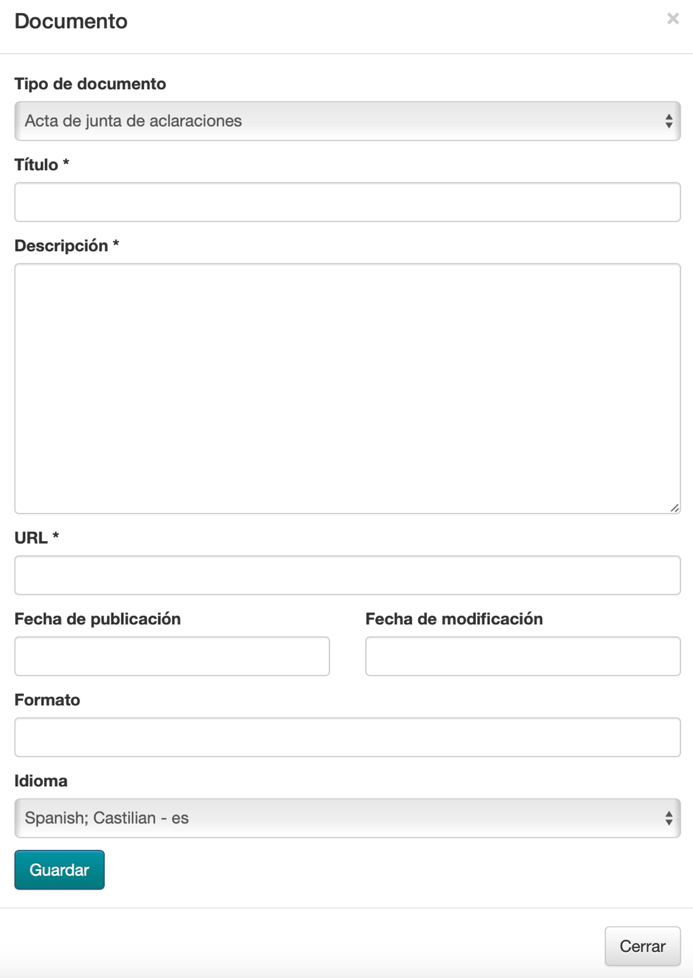 Documento ×
Tipo de documento
Acta de junta de aclaraciones
Título *
Descripción *
URL *
Fecha de publicación Fecha de modificación
Formato
Idioma
Spanish; Castilian - es
Guardar
Cerrar